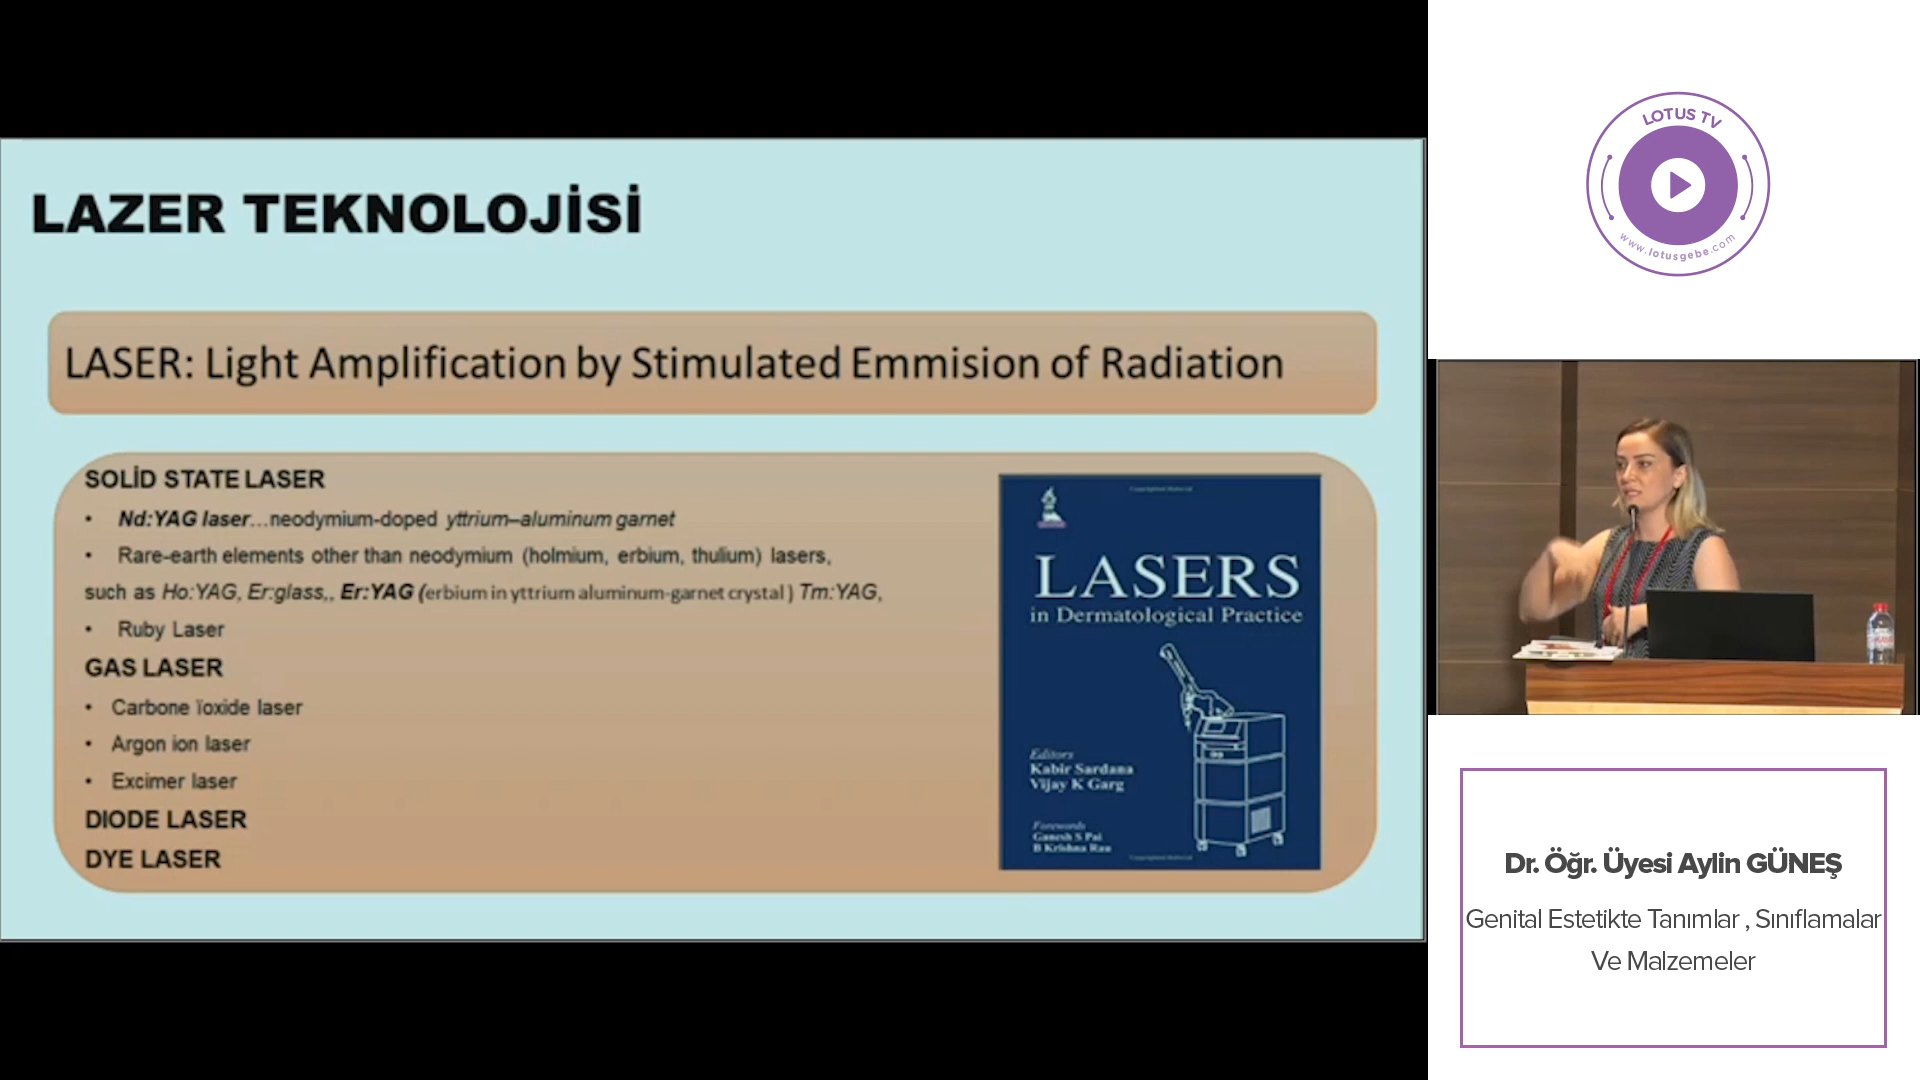 LAZER TEKNOLOJİSİ
LASER: Light Amplification by Stimulated Emmision of Radiation
SOLİD STATE LASER
• Nd:YAG laser...neodymium-doped yttrium–aluminum garnet
• Rare-earth elements other than neodymium (holmium, erbium, thulium) lasers,
such as Ho:YAG, Er:glass,, Er:YAG (erbium in yttrium aluminum-garnet crystal) Tm:YAG,
• Ruby Laser
GAS LASER
• Carbone ïoxide laser
• Argon ion laser
• Excimer laser
DIODE LASER
DYE LASER
LASERS
in Dermatological Practice
Editors
Kabir Sardana
Vijay K Garg
Forewords
Ganesh S Pai
B Krishna Rau
LOTUS TV
www.lotusgebe.com
Dr. Öğr. Üyesi Aylin GÜNEŞ
Genital Estetikte Tanımlar , Sınıflamalar
Ve Malzemeler